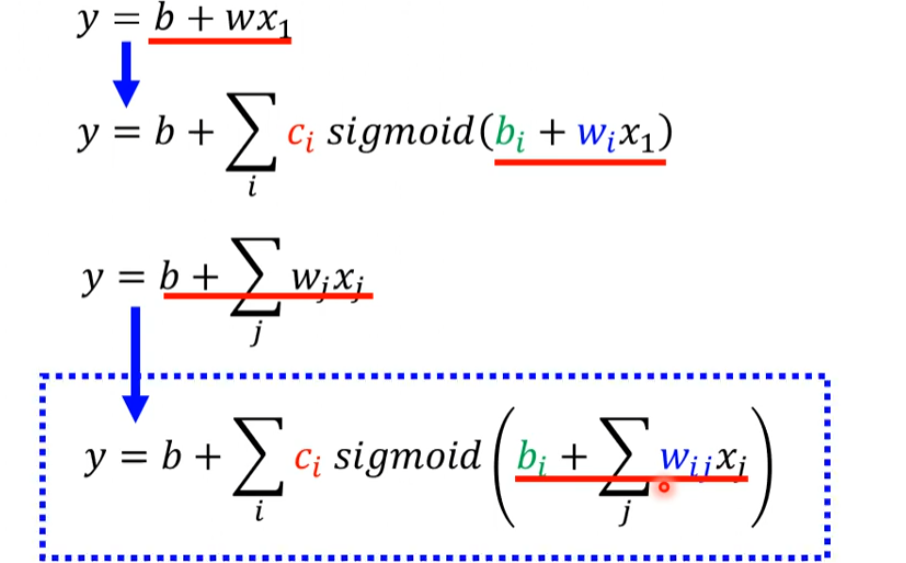 y = b + wx₁
y = b + ∑ᵢ cᵢ sigmoid(bᵢ + wᵢx₁)
y = b + ∑ⱼ wⱼxⱼ
y = b + ∑ᵢ cᵢ sigmoid(bᵢ + ∑ⱼ wᵢⱼxⱼ)